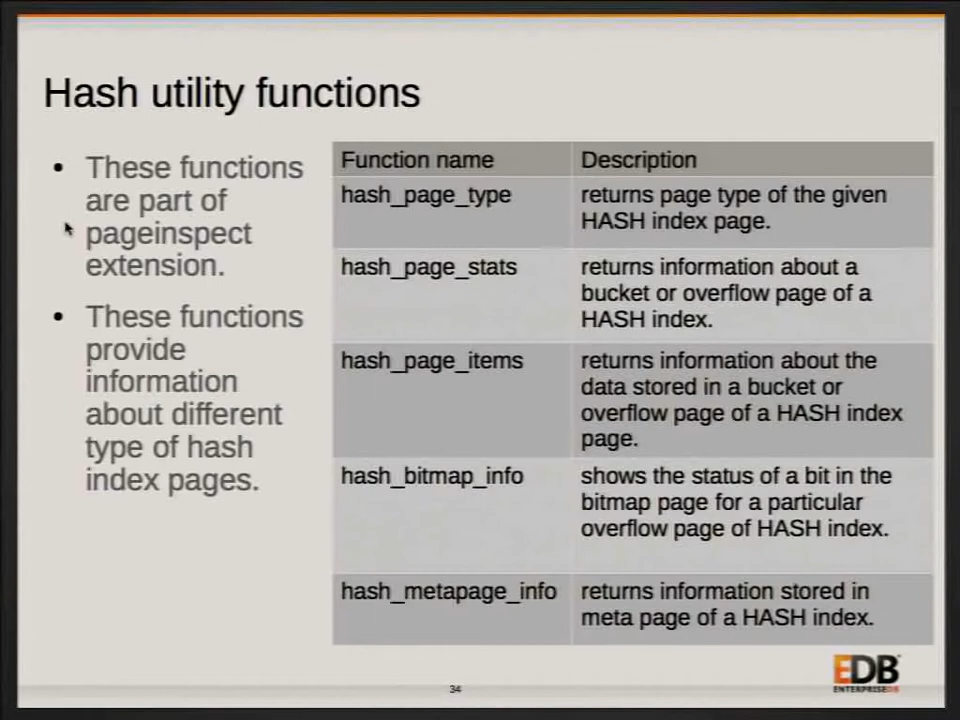 Hash utility functions
• These functions
are part of
pageinspect
extension.
• These functions
provide
information
about different
type of hash
index pages.
Function name Description
hash_page_type returns page type of the given
HASH index page.
hash_page_stats returns information about a
bucket or overflow page of a
HASH index.
hash_page_items returns information about the
data stored in a bucket or
overflow page of a HASH index
page.
hash_bitmap_info shows the status of a bit in the
bitmap page for a particular
overflow page of HASH index.
hash_metapage_info returns information stored in
meta page of a HASH index.
EDB
ENTERPRISEDB
34